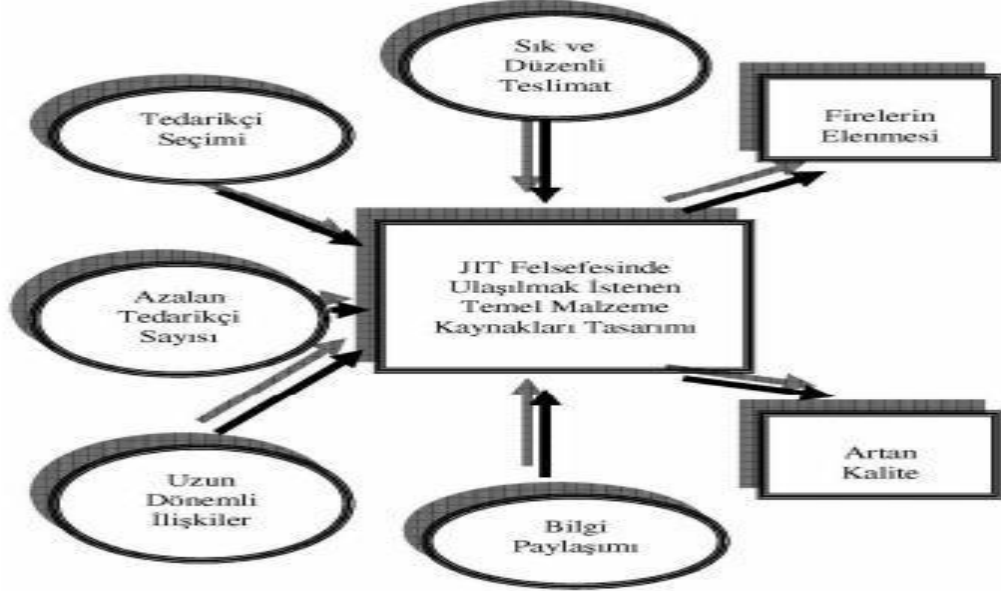 Sık ve
Düzenli
Teslimat
Tedarikçi
Seçimi
Firelerin
Elenmesi
JIT Felsefesinde
Ulaşılmak İstenen
Temel Malzeme
Kaynakları Tasarımı
Azalan
Tedarikçi
Sayısı
Artan
Kalite
Uzun
Dönemli
İlişkiler
Bilgi
Paylaşımı